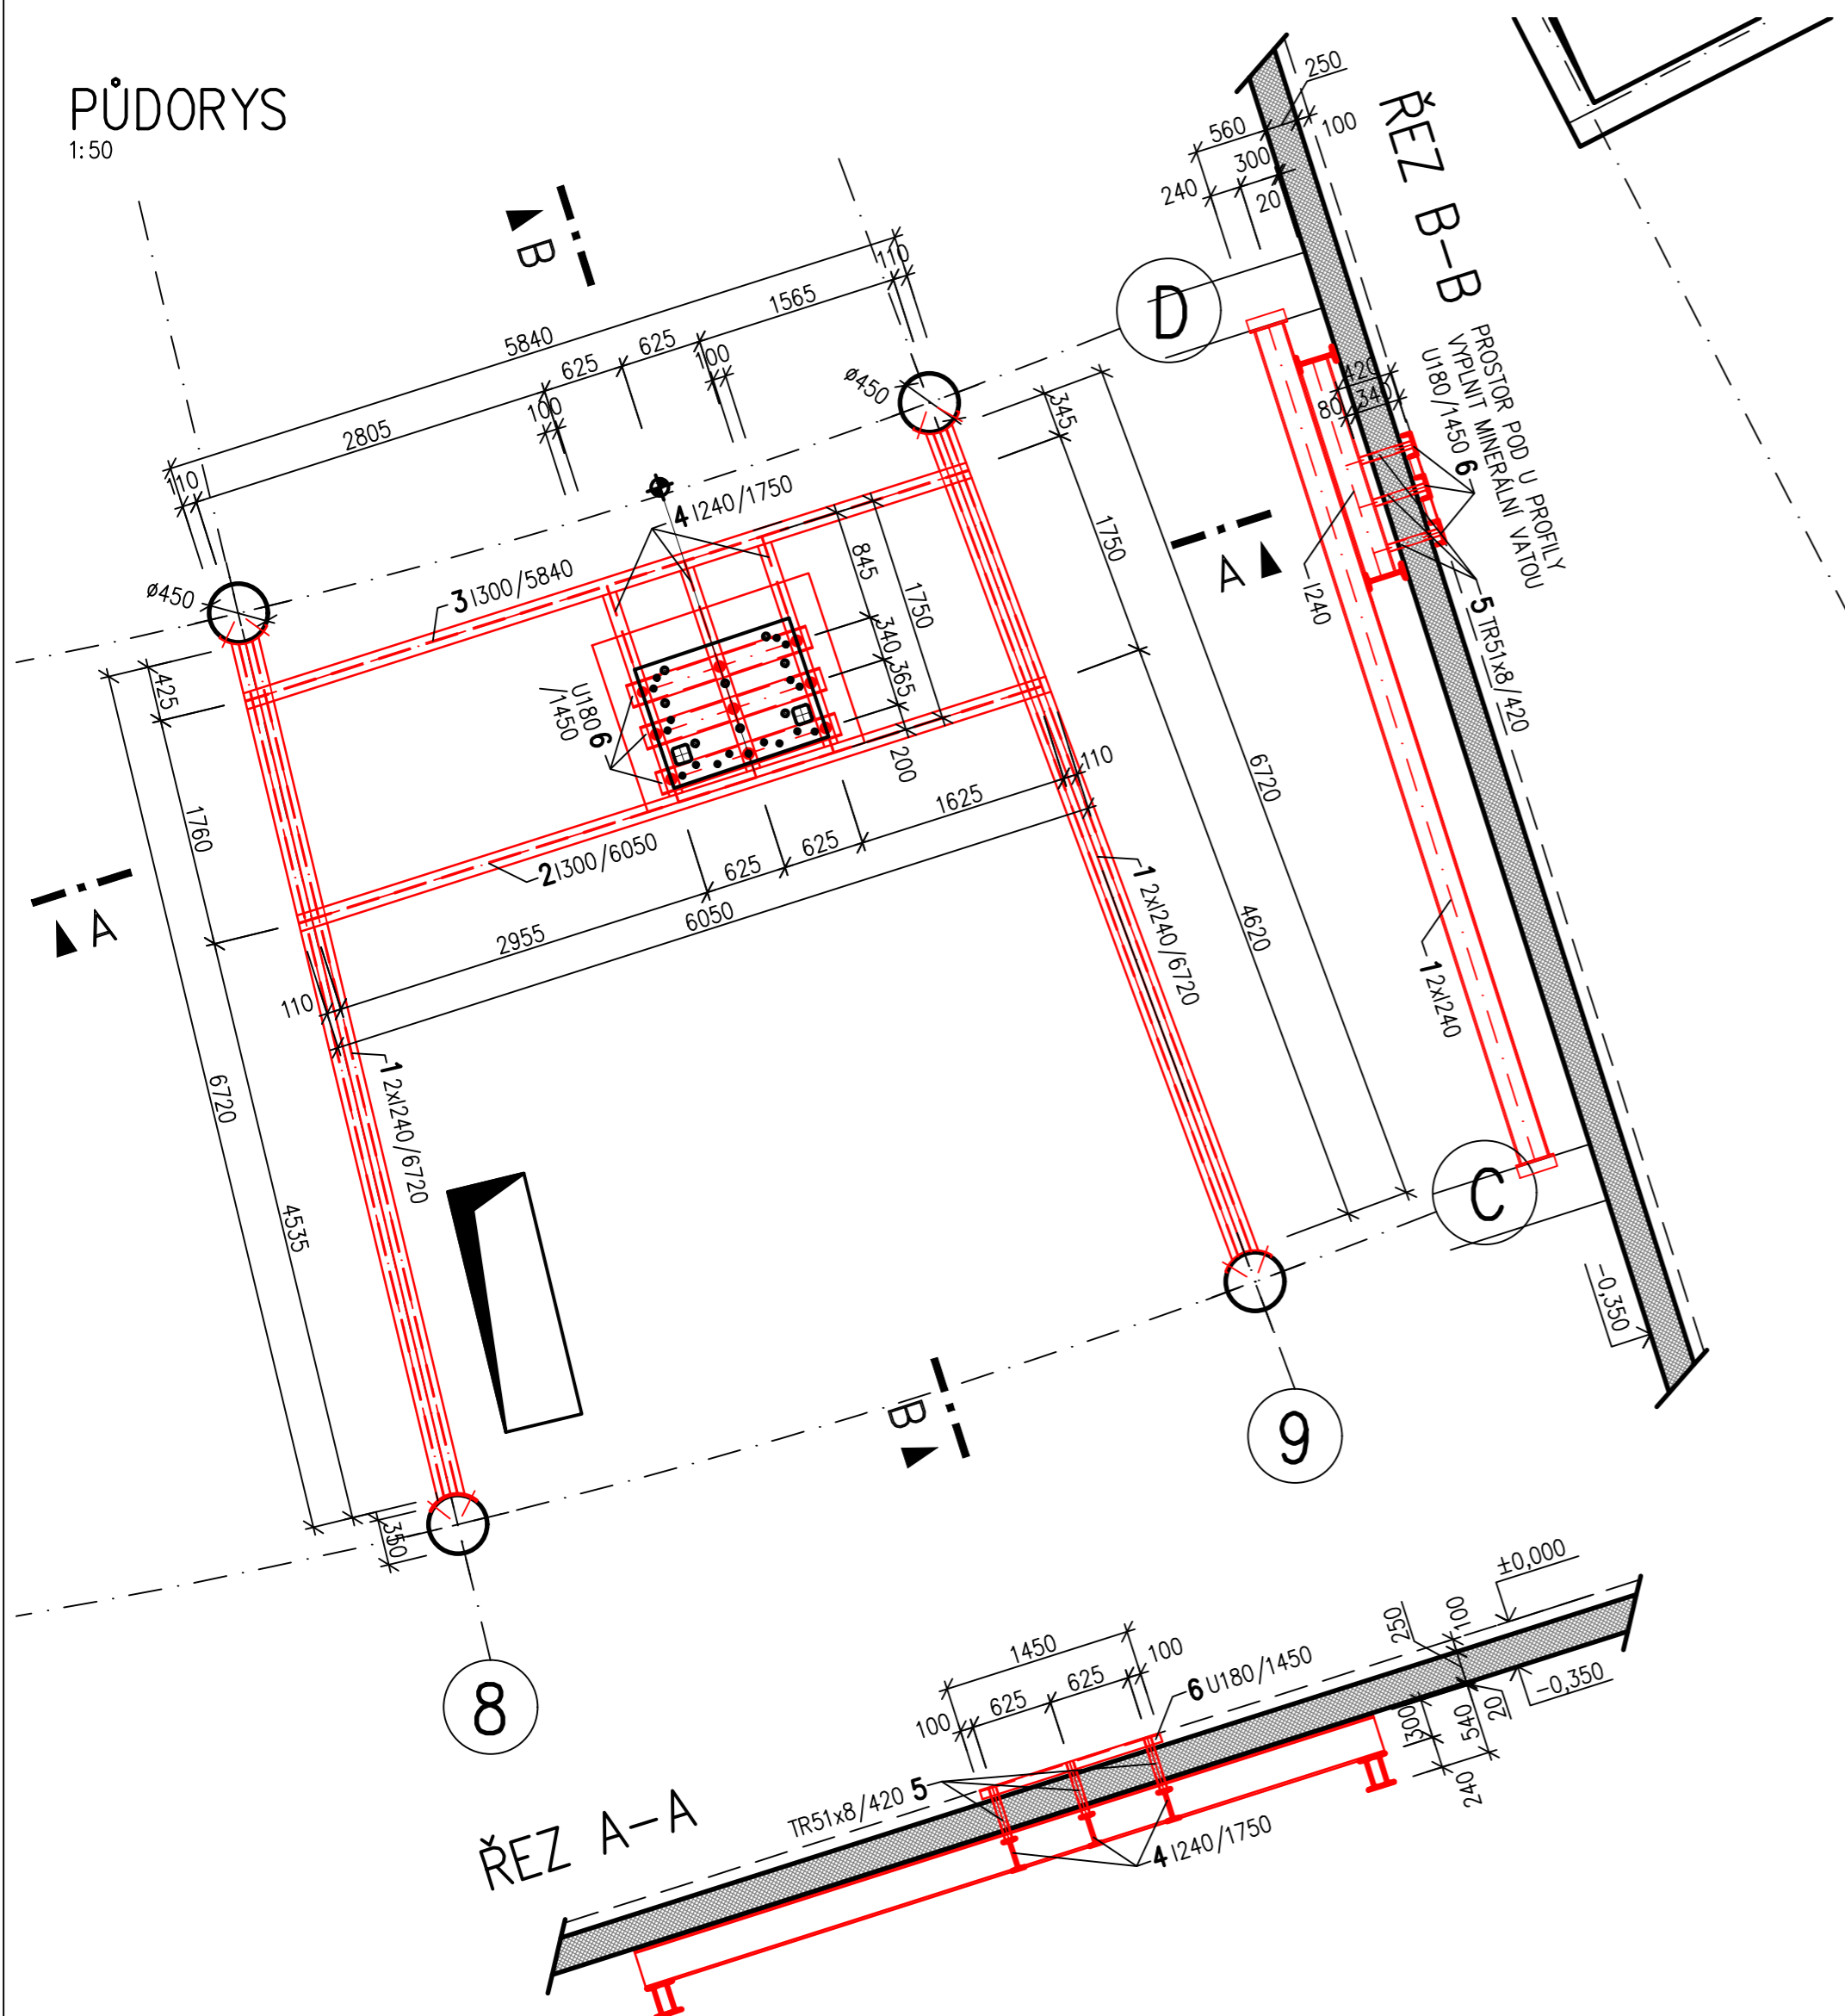 PŮDORYS
1:50
B
5840
110
1565
625
625
100
100
2805
110
ø450
ø450
4 I240/1750
3 I300/5840
845
1750
340
365
200
U180 6
/1450
345
1750
6720
4620
425
1760
6720
4535
350
2 I300/6050
110
1625
625
625
2955
6050
110
1 2xI240/6720
1 2xI240/6720
A
A
B
D
C
8
9
ŘEZ B-B
250
560
100
300
240
20
PROSTOR POD U PROFILY
VYPLNIT MINERÁLNÍ VATOU
U180/1450 6
420
80
340
I240
5 TR51x8/420
1 2xI240
-0,350
ŘEZ A-A
1450
100
625
625
100
6 U180/1450
TR51x8/420 5
4 I240/1750
250
100
±0,000
-0,350
20
540
300
240